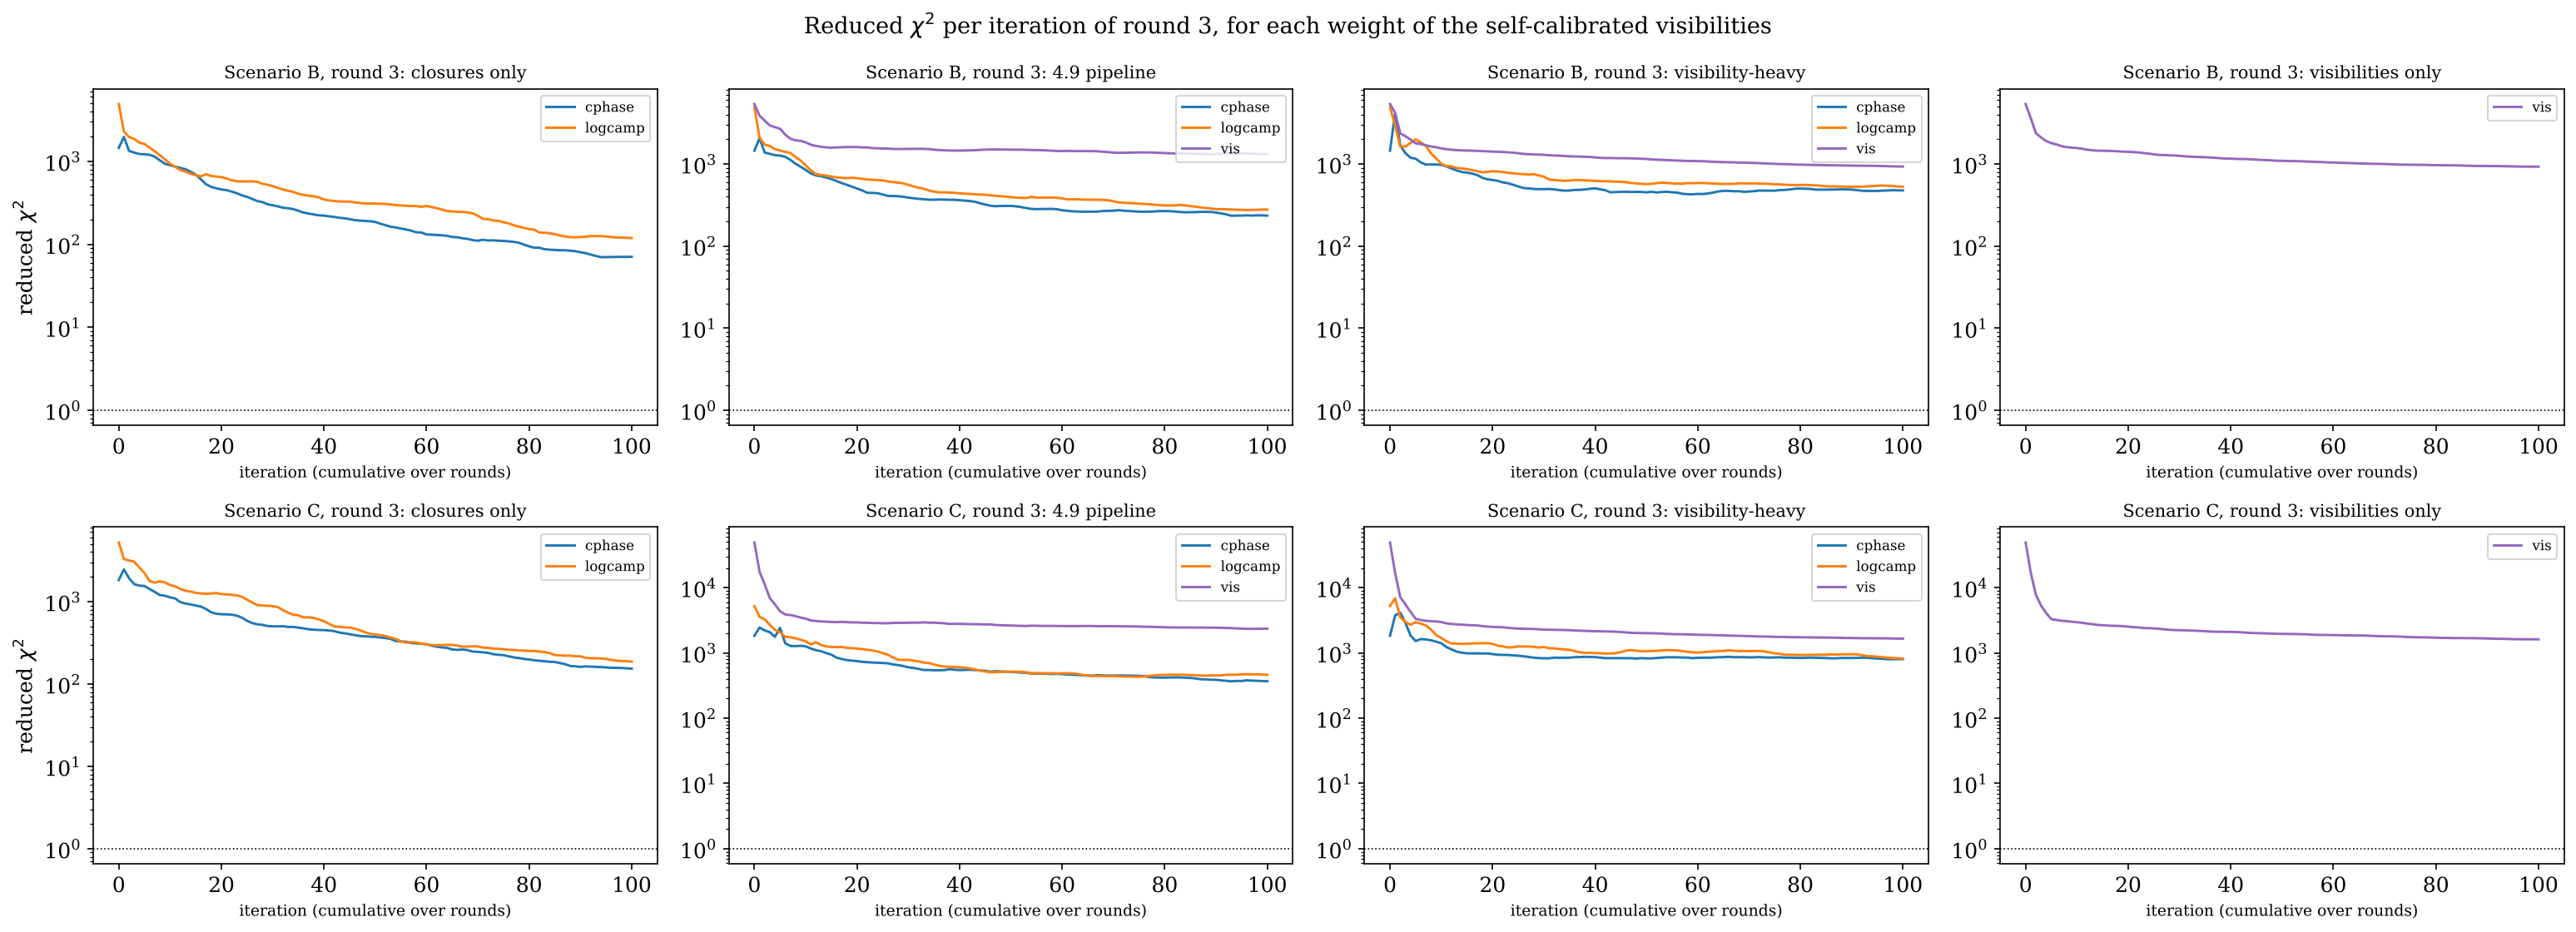 Reduced χ² per iteration of round 3, for each weight of the self-calibrated visibilities
Scenario B, round 3: closures only
Scenario B, round 3: 4.9 pipeline
Scenario B, round 3: visibility-heavy
Scenario B, round 3: visibilities only
reduced χ²
10³
10²
10¹
10⁰
cphase
logcamp
0 20 40 60 80 100
iteration (cumulative over rounds)
10³
10²
10¹
10⁰
cphase
logcamp
vis
0 20 40 60 80 100
iteration (cumulative over rounds)
10³
10²
10¹
10⁰
cphase
logcamp
vis
0 20 40 60 80 100
iteration (cumulative over rounds)
10³
10²
10¹
10⁰
vis
0 20 40 60 80 100
iteration (cumulative over rounds)
Scenario C, round 3: closures only
Scenario C, round 3: 4.9 pipeline
Scenario C, round 3: visibility-heavy
Scenario C, round 3: visibilities only
reduced χ²
10³
10²
10¹
10⁰
cphase
logcamp
0 20 40 60 80 100
iteration (cumulative over rounds)
10⁴
10³
10²
10¹
10⁰
cphase
logcamp
vis
0 20 40 60 80 100
iteration (cumulative over rounds)
10⁴
10³
10²
10¹
10⁰
cphase
logcamp
vis
0 20 40 60 80 100
iteration (cumulative over rounds)
10⁴
10³
10²
10¹
10⁰
vis
0 20 40 60 80 100
iteration (cumulative over rounds)